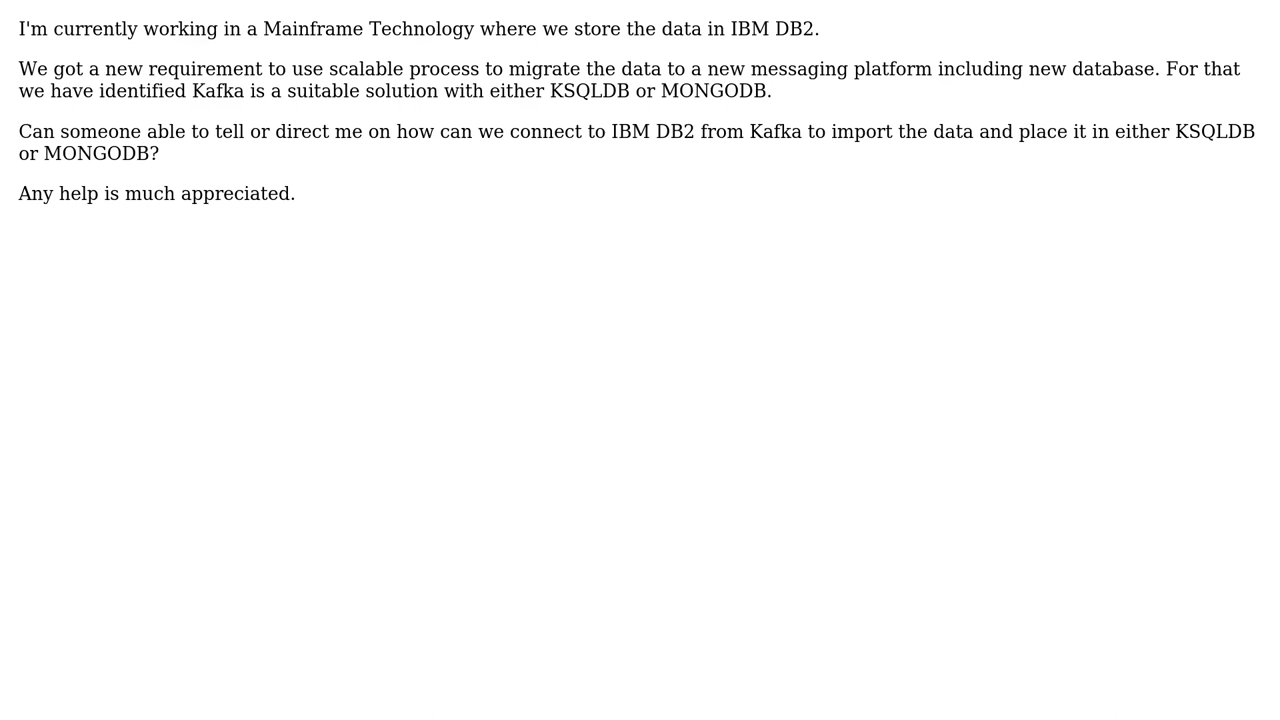 I'm currently working in a Mainframe Technology where we store the data in IBM DB2.
We got a new requirement to use scalable process to migrate the data to a new messaging platform including new database. For that
we have identified Kafka is a suitable solution with either KSQLDB or MONGODB.
Can someone able to tell or direct me on how can we connect to IBM DB2 from Kafka to import the data and place it in either KSQLDB
or MONGODB?
Any help is much appreciated.